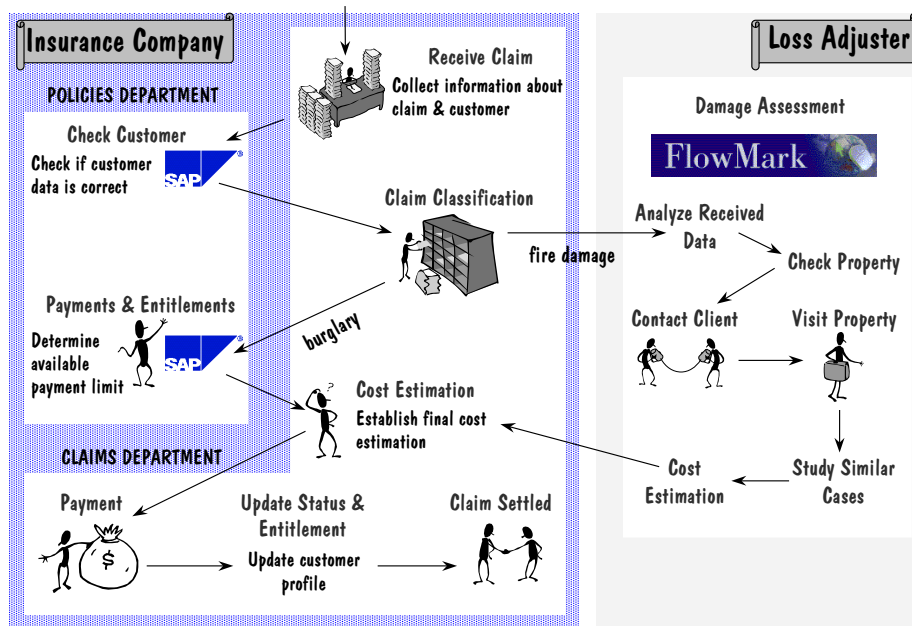 Insurance Company
Loss Adjuster
Receive Claim
Collect information about
claim & customer
POLICIES DEPARTMENT
Check Customer
Check if customer
data is correct
SAP
®
Damage Assessment
FlowMark
Claim Classification
fire damage
Analyze Received
Data
Check Property
Payments & Entitlements
Determine
available
payment limit
SAP
®
burglary
Contact Client
Visit Property
?
Cost Estimation
Establish final cost
estimation
CLAIMS DEPARTMENT
Cost
Estimation
Study Similar
Cases
Payment
$
Update Status &
Entitlement
Update customer
profile
Claim Settled